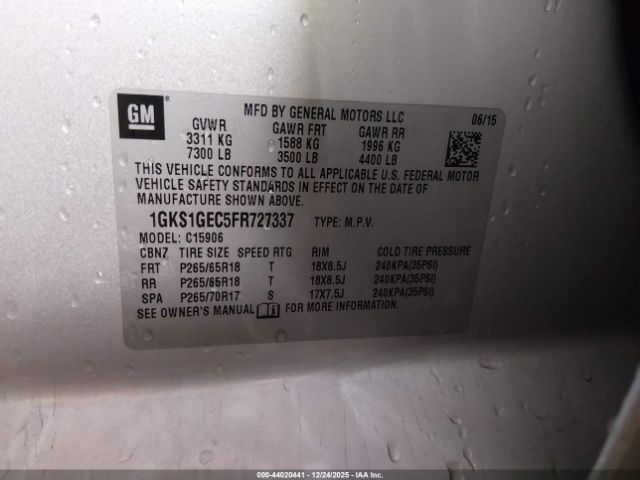 GM
®
MFD BY GENERAL MOTORS LLC 06/15
GVWR GAWR FRT GAWR RR
3311 KG 1588 KG 1996 KG
7300 LB 3500 LB 4400 LB
THIS VEHICLE CONFORMS TO ALL APPLICABLE U.S. FEDERAL MOTOR
VEHICLE SAFETY STANDARDS IN EFFECT ON THE DATE OF
MANUFACTURE SHOWN ABOVE.
1GKS1GEC5FR727337 TYPE: M.P.V.
MODEL: C15906
CBNZ TIRE SIZE SPEED RTG RIM COLD TIRE PRESSURE
FRT P265/65R18 T 18X8.5J 240KPA(35PSI)
RR P265/65R18 T 18X8.5J 240KPA(35PSI)
SPA P265/70R17 S 17X7.5J 240KPA(35PSI)
SEE OWNER'S MANUAL FOR MORE INFORMATION.
000-44020441 - 12/24/2025 - IAAI.COM